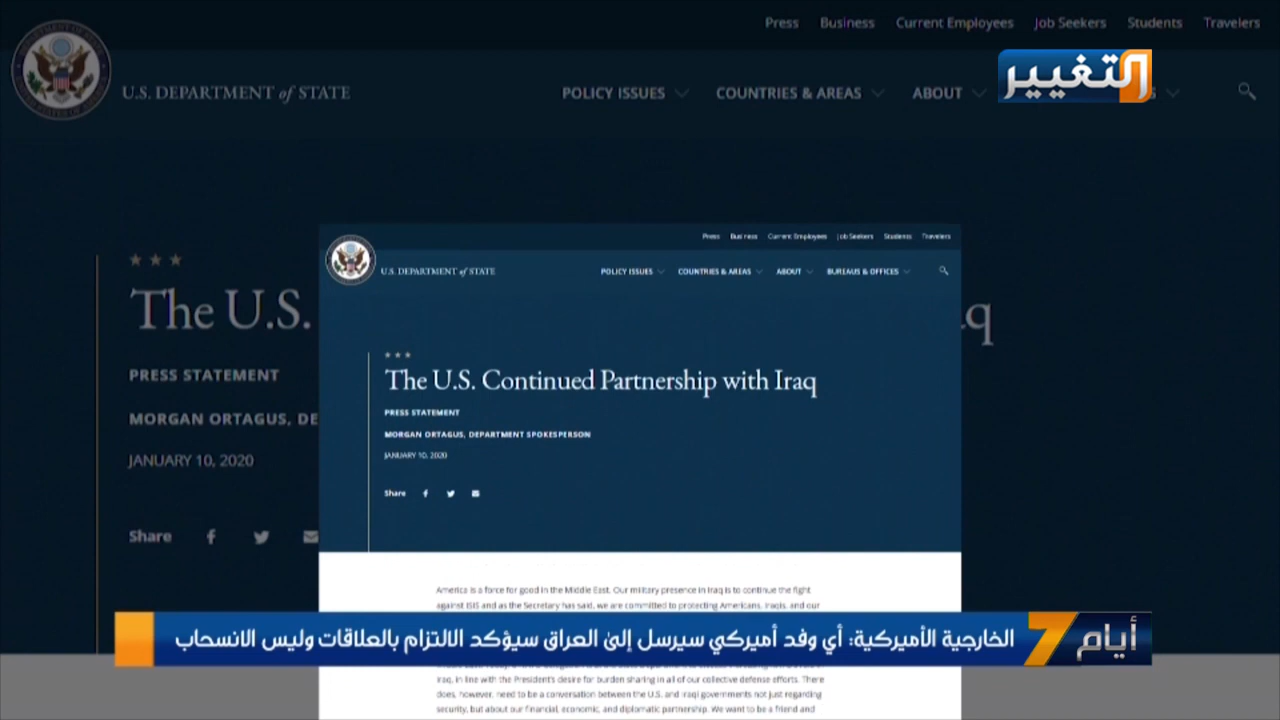 Press Business Current Employees Job Seekers Students Travelers
U.S. DEPARTMENT of STATE
POLICY ISSUES COUNTRIES & AREAS ABOUT
التغيير
The U.S.
PRESS STATEMENT
MORGAN ORTAGUS, DE
JANUARY 10, 2020
Share
Press Business Current Employees Job Seekers Students Travelers
U.S. DEPARTMENT of STATE
POLICY ISSUES COUNTRIES & AREAS ABOUT BUREAUS & OFFICES
The U.S. Continued Partnership with Iraq
PRESS STATEMENT
MORGAN ORTAGUS, DEPARTMENT SPOKESPERSON
JANUARY 10, 2020
Share
America is a force for good in the Middle East. Our military presence in Iraq is to continue the fight
against ISIS and as the Secretary has said, we are committed to protecting Americans, Iraqis, and our
أيام 7
الخارجية الأميركية: أي وفد أميركي سيرسل إلى العراق سيؤكد الالتزام بالعلاقات وليس الانسحاب
Iraq, in line with the President's desire for burden sharing in all of our collective defense efforts. There
does, however, need to be a conversation between the U.S. and Iraqi governments not just regarding
security, but about our financial, economic, and diplomatic partnership. We want to be a friend and